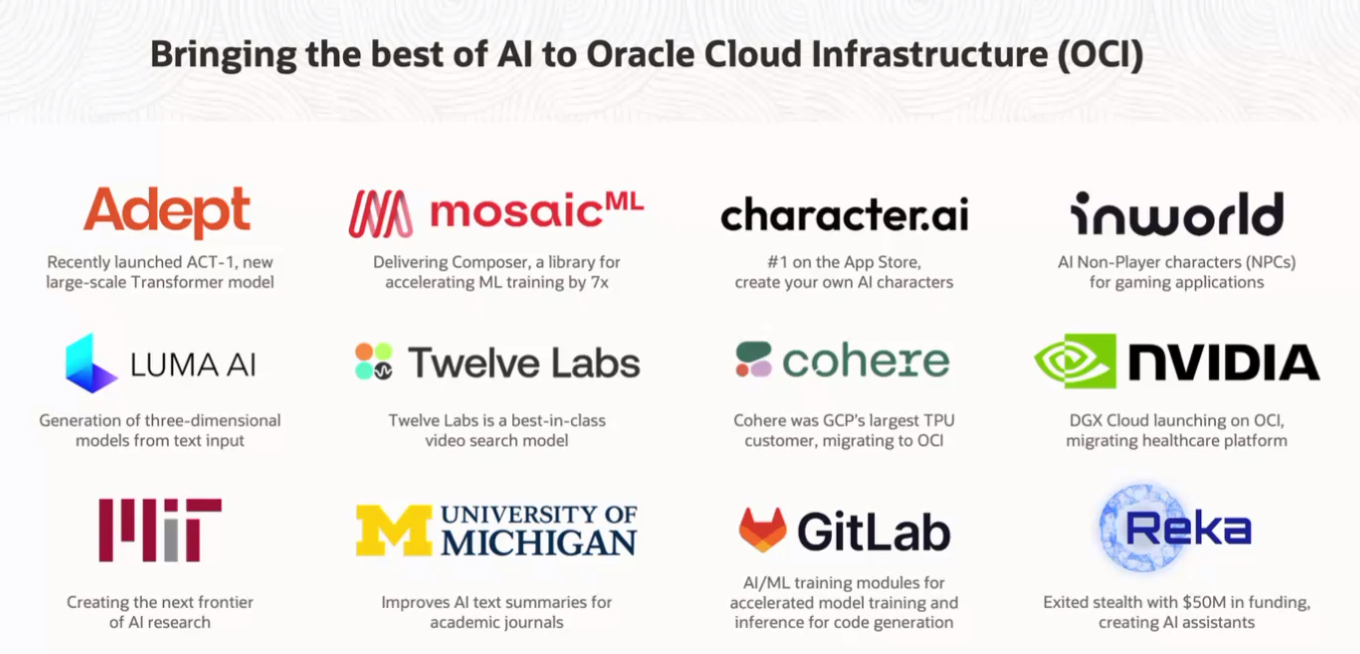 Bringing the best of AI to Oracle Cloud Infrastructure (OCI)
Adept
Recently launched ACT-1, new
large-scale Transformer model
mosaicML
Delivering Composer, a library for
accelerating ML training by 7x
character.ai
#1 on the App Store,
create your own AI characters
inworld
AI Non-Player characters (NPCs)
for gaming applications
LUMA AI
Generation of three-dimensional
models from text input
Twelve Labs
Twelve Labs is a best-in-class
video search model
cohere
Cohere was GCP's largest TPU
customer, migrating to OCI
NVIDIA
DGX Cloud launching on OCI,
migrating healthcare platform
MIT
Creating the next frontier
of AI research
M
UNIVERSITY OF
MICHIGAN
Improves AI text summaries for
academic journals
GitLab
AI/ML training modules for
accelerated model training and
inference for code generation
Reka
Exited stealth with $50M in funding,
creating AI assistants